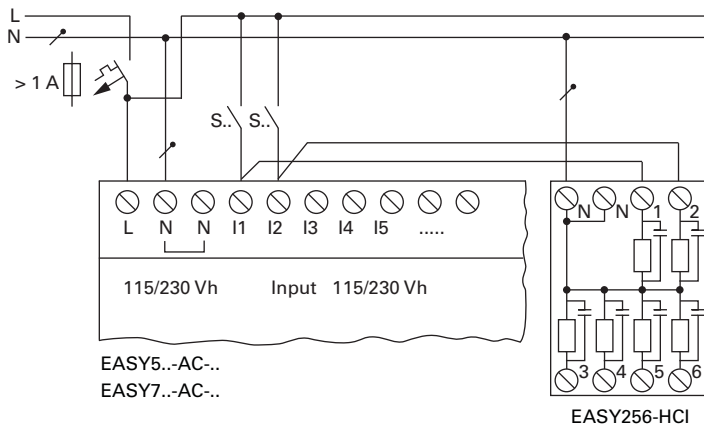 L
N
> 1 A
S.. S..
L N N I1 I2 I3 I4 I5 .....
N N 1 2
115/230 Vh Input 115/230 Vh
3 4 5 6
EASY5..-AC-..
EASY7..-AC-..
EASY256-HCI